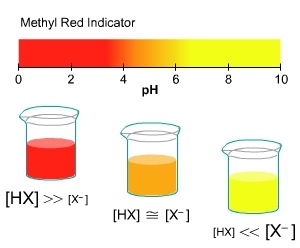 Methyl Red Indicator
0 2 4 6 8 10
pH
[HX] >> [X⁻]
[HX] ≅ [X⁻]
[HX] << [X⁻]